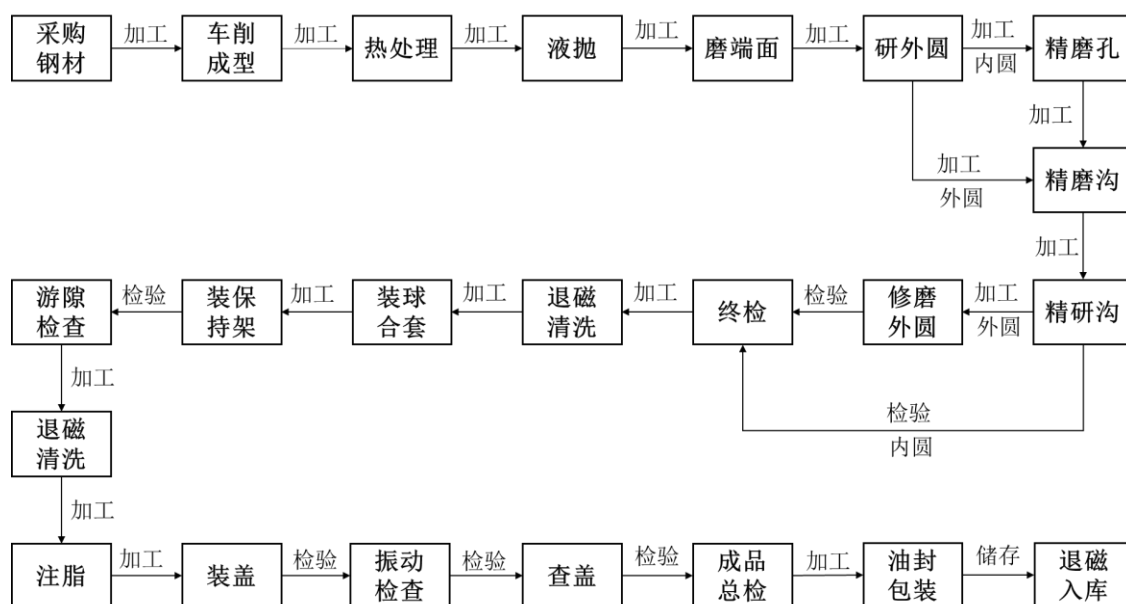 采购
钢材
加工
车削
成型
加工
热处理
加工
液抛
加工
磨端面
加工
研外圆
加工
内圆
精磨孔
加工
加工
外圆
精磨沟
加工
精研沟
加工
外圆
修磨
外圆
检验
检验
内圆
终检
加工
退磁
清洗
加工
装球
合套
加工
装保
持架
检验
游隙
检查
加工
退磁
清洗
加工
注脂
加工
装盖
检验
振动
检查
检验
查盖
检验
成品
总检
加工
油封
包装
储存
退磁
入库